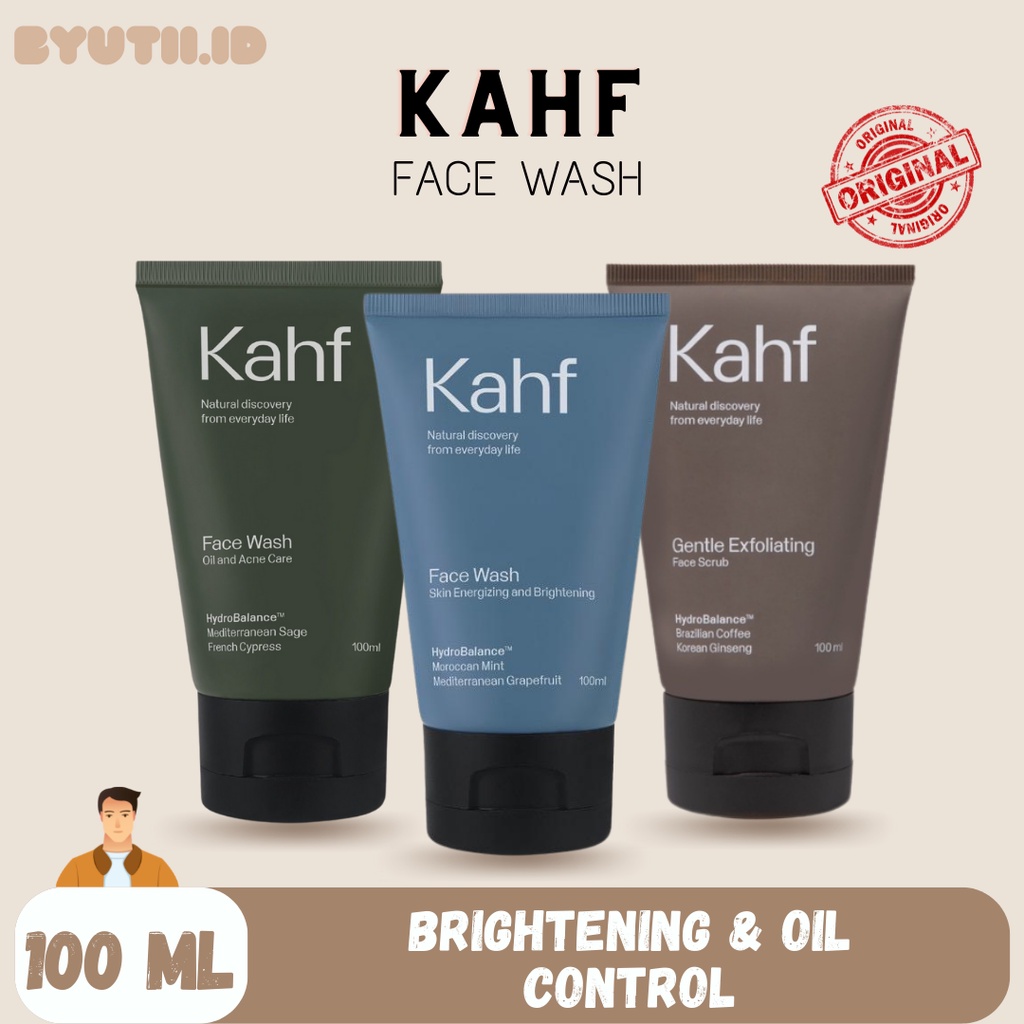 BYUTII.ID
KAHF
FACE WASH
ORIGINAL
ORIGINAL
ORIGINAL
Kahf
Natural discovery
from everyday life
Face Wash
Oil and Acne Care
HydroBalance™
Mediterranean Sage
French Cypress 100ml
Kahf
Natural discovery
from everyday life
Face Wash
Skin Energizing and Brightening
HydroBalance™
Moroccan Mint
Mediterranean Grapefruit 100ml
Kahf
Natural discovery
from everyday life
Gentle Exfoliating
Face Scrub
HydroBalance™
Brazilian Coffee
Korean Ginseng 100 ml
100 ML
BRIGHTENING & OIL
CONTROL